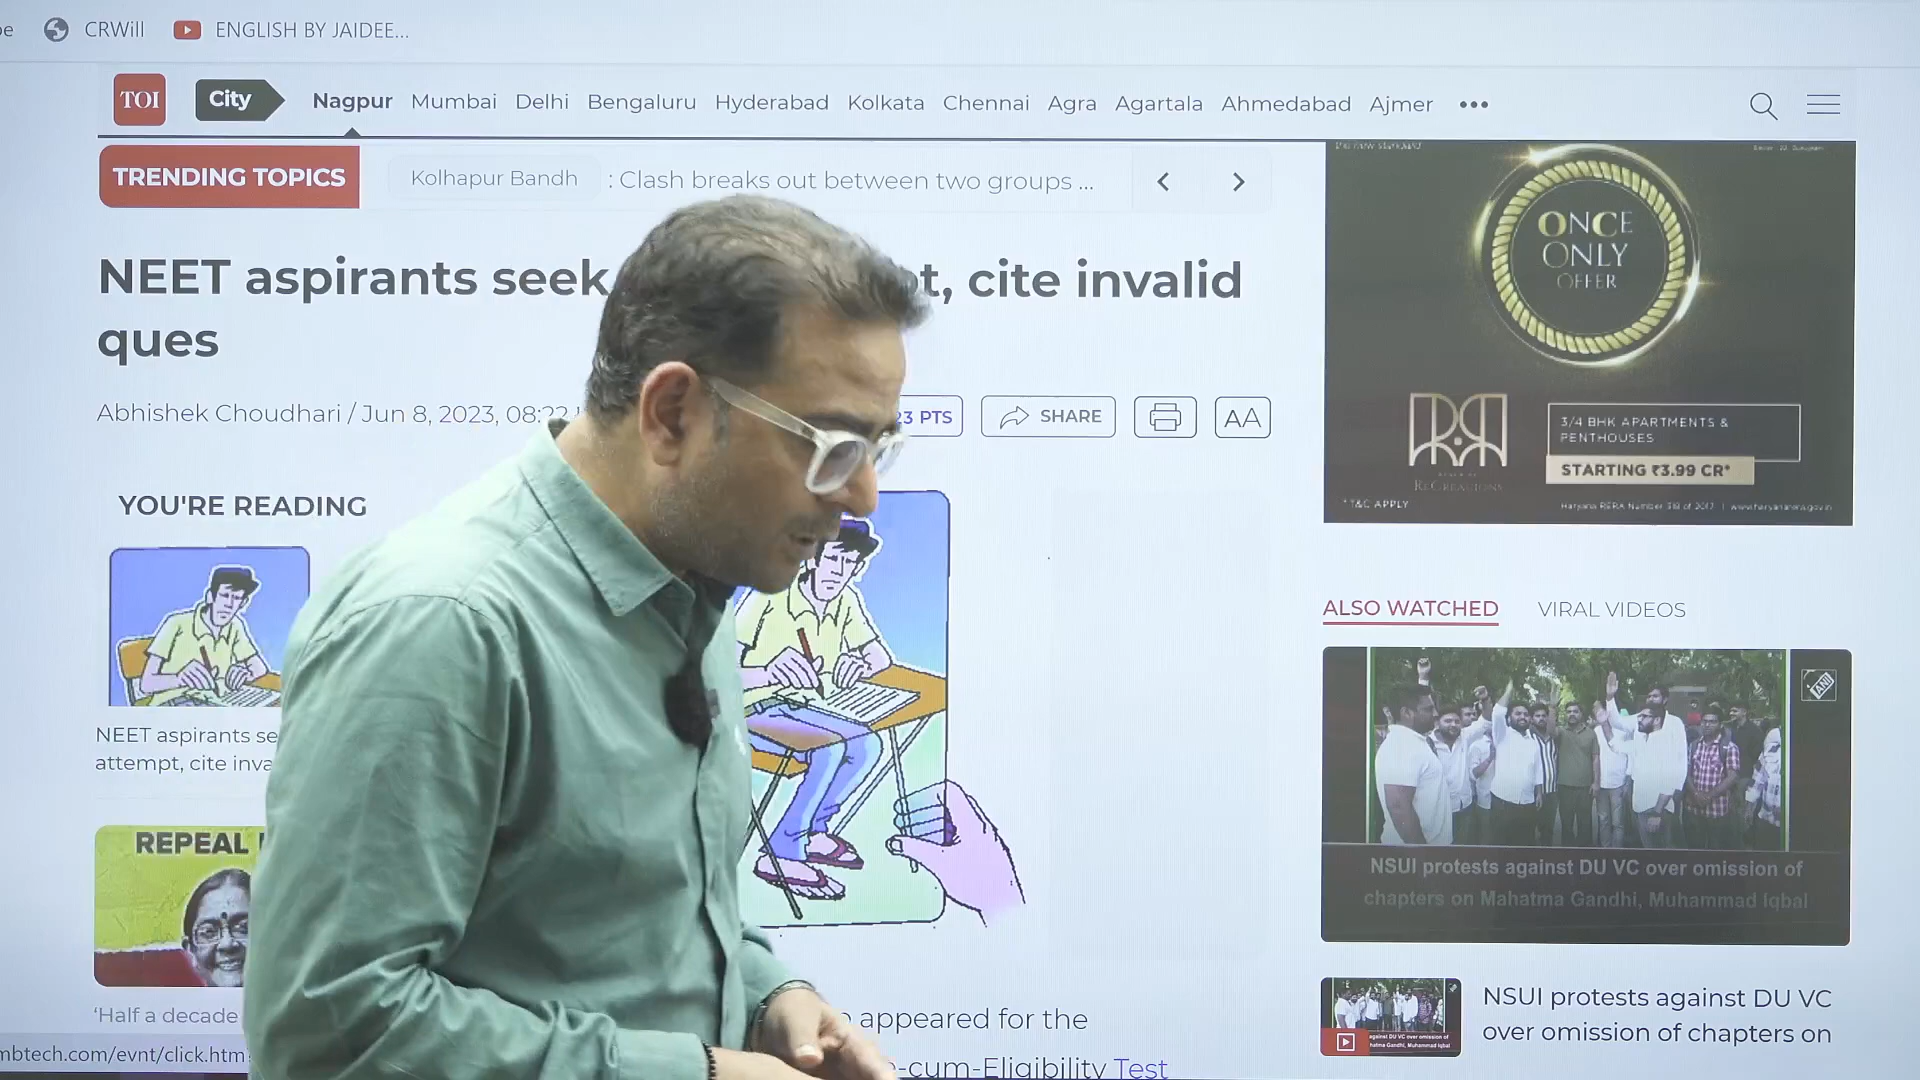 CRWill
ENGLISH BY JAIDEE...
TOI
City
Nagpur Mumbai Delhi Bengaluru Hyderabad Kolkata Chennai Agra Agartala Ahmedabad Ajmer •••
TRENDING TOPICS
Kolhapur Bandh : Clash breaks out between two groups ...
NEET aspirants seek t, cite invalid
ques
Abhishek Choudhari / Jun 8, 2023, 08:22
23 PTS
SHARE
AA
YOU'RE READING
NEET aspirants se
attempt, cite inva
REPEAL
‘Half a decade
mbtech.com/evnt/click.htm
appeared for the
-cum-Eligibility Test
ONCE
ONLY
OFFER
3/4 BHK APARTMENTS &
PENTHOUSES
STARTING ₹3.99 CR*
*T&C APPLY
ALSO WATCHED VIRAL VIDEOS
ANI
NSUI protests against DU VC over omission of
chapters on Mahatma Gandhi, Muhammad Iqbal
NSUI protests against DU VC
over omission of chapters on